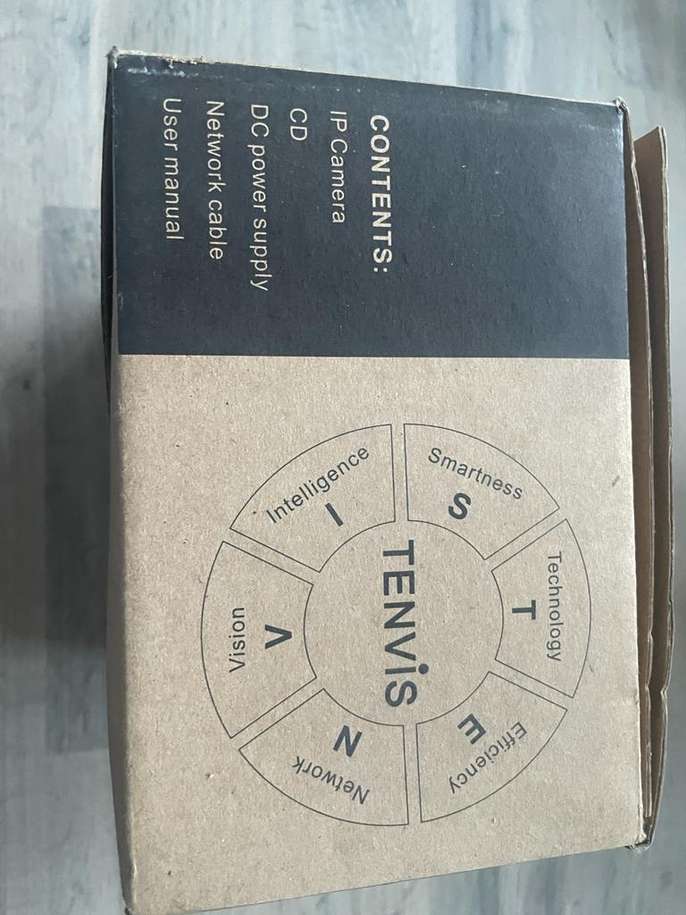 CONTENTS:
IP Camera
CD
DC power supply
Network cable
User manual
TENVIS
T
Technology
E
Efficiency
N
Network
V
Vision
I
Intelligence
S
Smartness